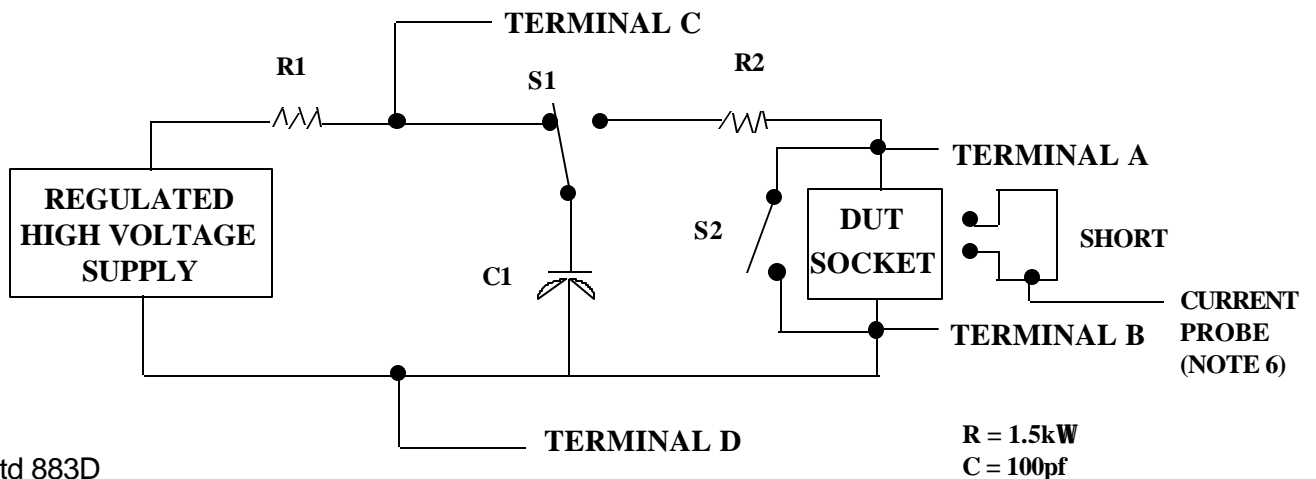 TERMINAL C
R1
S1
R2
TERMINAL A
REGULATED
HIGH VOLTAGE
SUPPLY
S2
DUT
SOCKET
SHORT
C1
CURRENT
PROBE
(NOTE 6)
TERMINAL B
TERMINAL D
R = 1.5kW
C = 100pf
td 883D